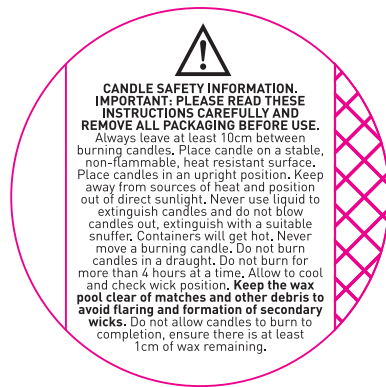 CANDLE SAFETY INFORMATION.
IMPORTANT: PLEASE READ THESE
INSTRUCTIONS CAREFULLY AND
REMOVE ALL PACKAGING BEFORE USE.
Always leave at least 10cm between
burning candles. Place candle on a stable,
non-flammable, heat resistant surface.
Place candles in an upright position. Keep
away from sources of heat and position
out of direct sunlight. Never use liquid to
extinguish candles and do not blow
candles out, extinguish with a suitable
snuffer. Containers will get hot. Never
move a burning candle. Do not burn
candles in a draught. Do not burn for
more than 4 hours at a time. Allow to cool
and check wick position. Keep the wax
pool clear of matches and other debris to
avoid flaring and formation of secondary
wicks. Do not allow candles to burn to
completion, ensure there is at least
1cm of wax remaining.